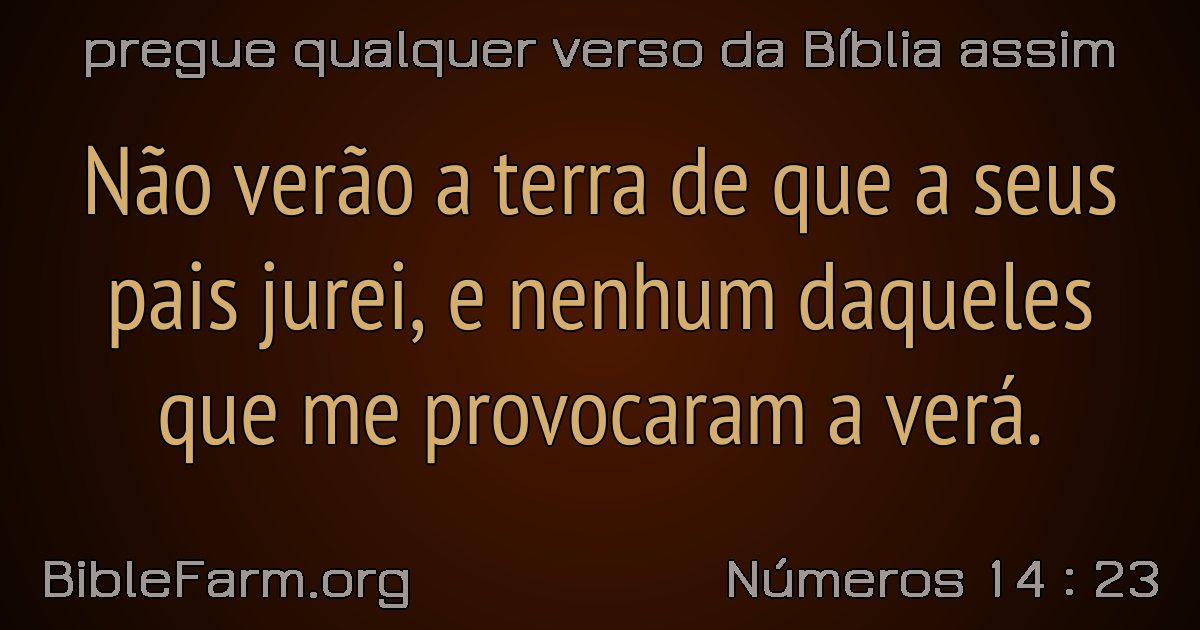 pregue qualquer verso da Bíblia assim
Não verão a terra de que a seus
pais jurei, e nenhum daqueles
que me provocaram a verá.
BibleFarm.org
Números 14 : 23